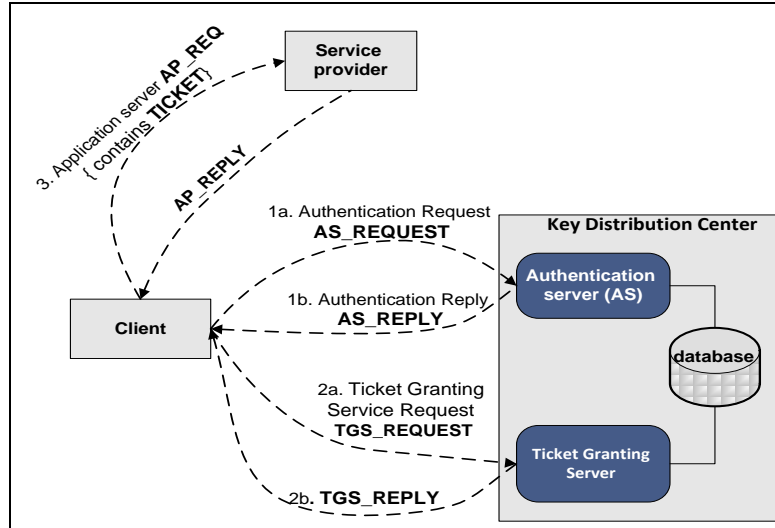 Service
provider
3. Application server AP_REQ
{ contains TICKET}
AP_REPLY
1a. Authentication Request
AS_REQUEST
Key Distribution Center
Authentication
server (AS)
1b. Authentication Reply
AS_REPLY
Client
database
2a. Ticket Granting
Service Request
TGS_REQUEST
Ticket Granting
Server
2b. TGS_REPLY